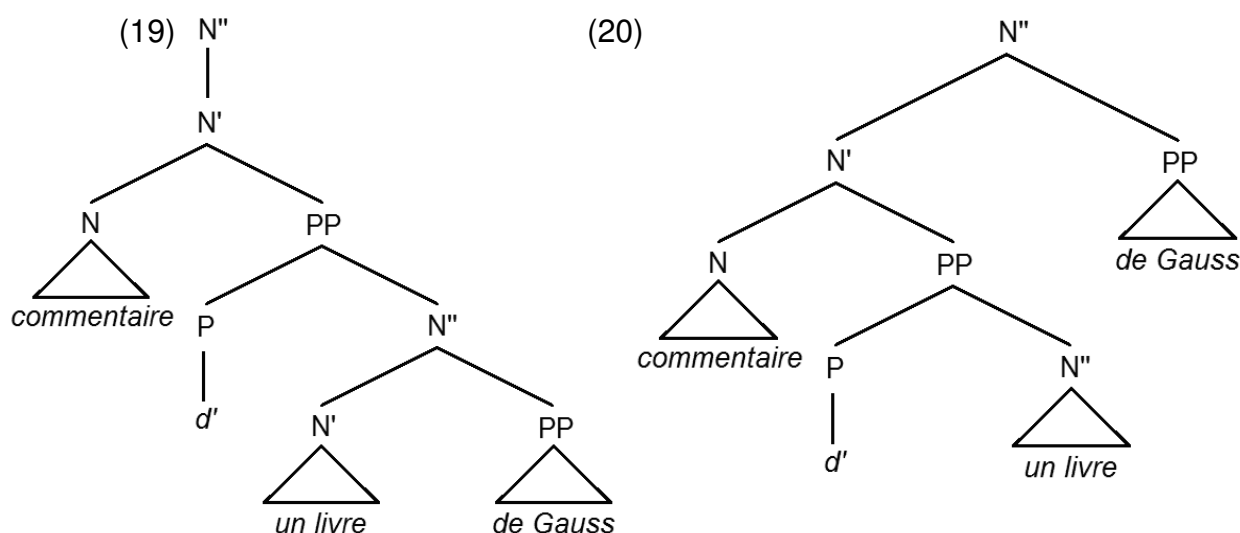 (19) N"
(20) N"
N'
N' PP
N PP
de Gauss
N PP
commentaire P N"
commentaire P N"
d' N' PP
d' un livre
un livre de Gauss